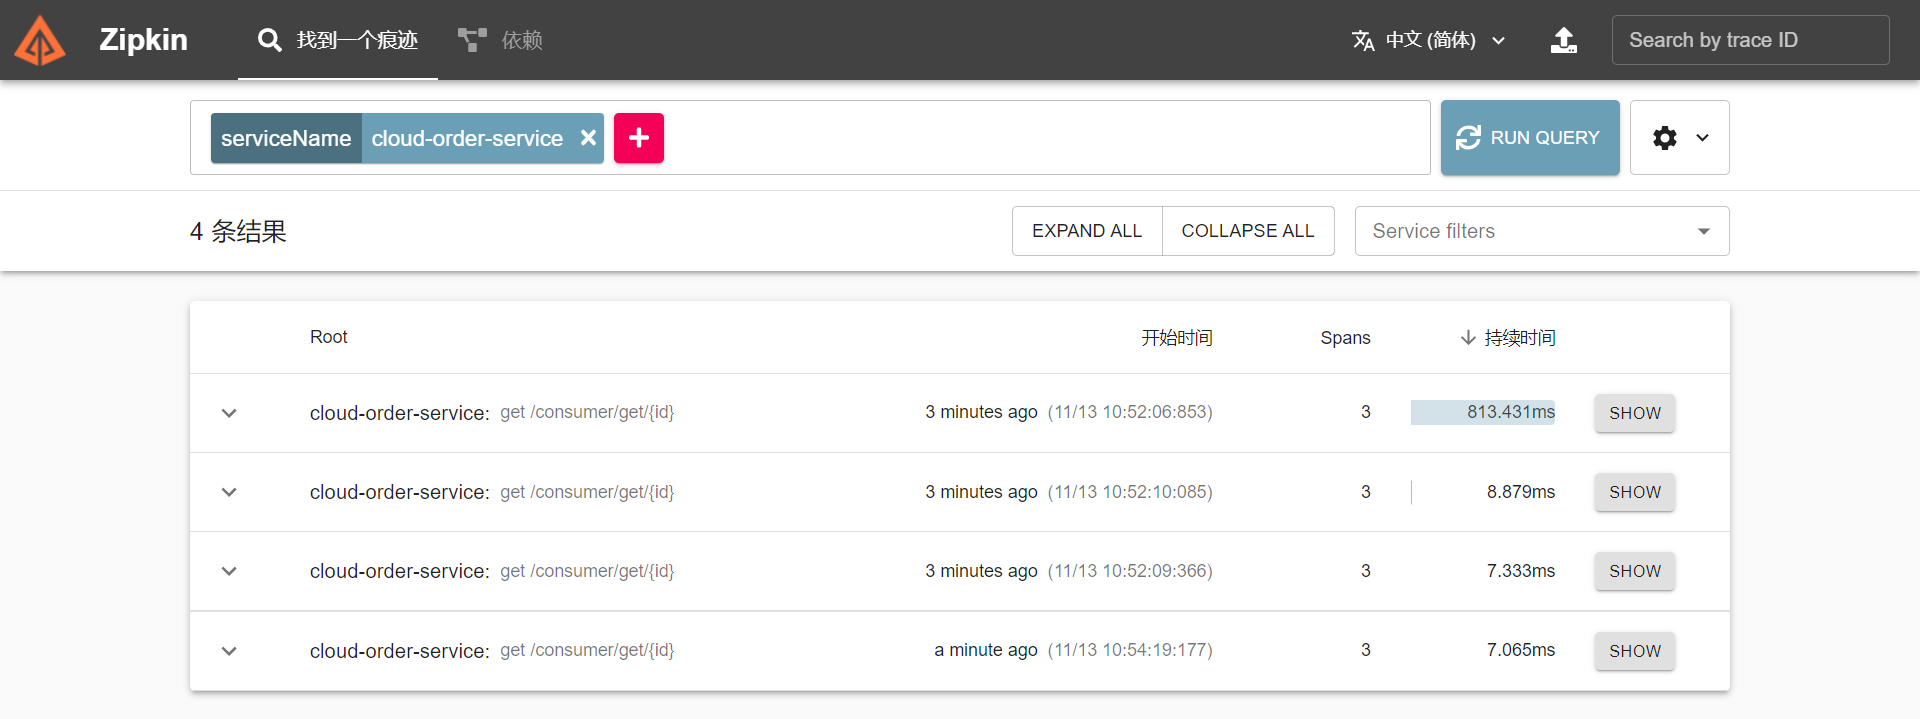 Zipkin 找到一个痕迹 依赖 中文 (简体) Search by trace ID
serviceName cloud-order-service RUN QUERY
4 条结果 EXPAND ALL COLLAPSE ALL Service filters
Root 开始时间 Spans 持续时间
cloud-order-service: get /consumer/get/{id} 3 minutes ago (11/13 10:52:06:853) 3 813.431ms SHOW
cloud-order-service: get /consumer/get/{id} 3 minutes ago (11/13 10:52:10:085) 3 8.879ms SHOW
cloud-order-service: get /consumer/get/{id} 3 minutes ago (11/13 10:52:09:366) 3 7.333ms SHOW
cloud-order-service: get /consumer/get/{id} a minute ago (11/13 10:54:19:177) 3 7.065ms SHOW